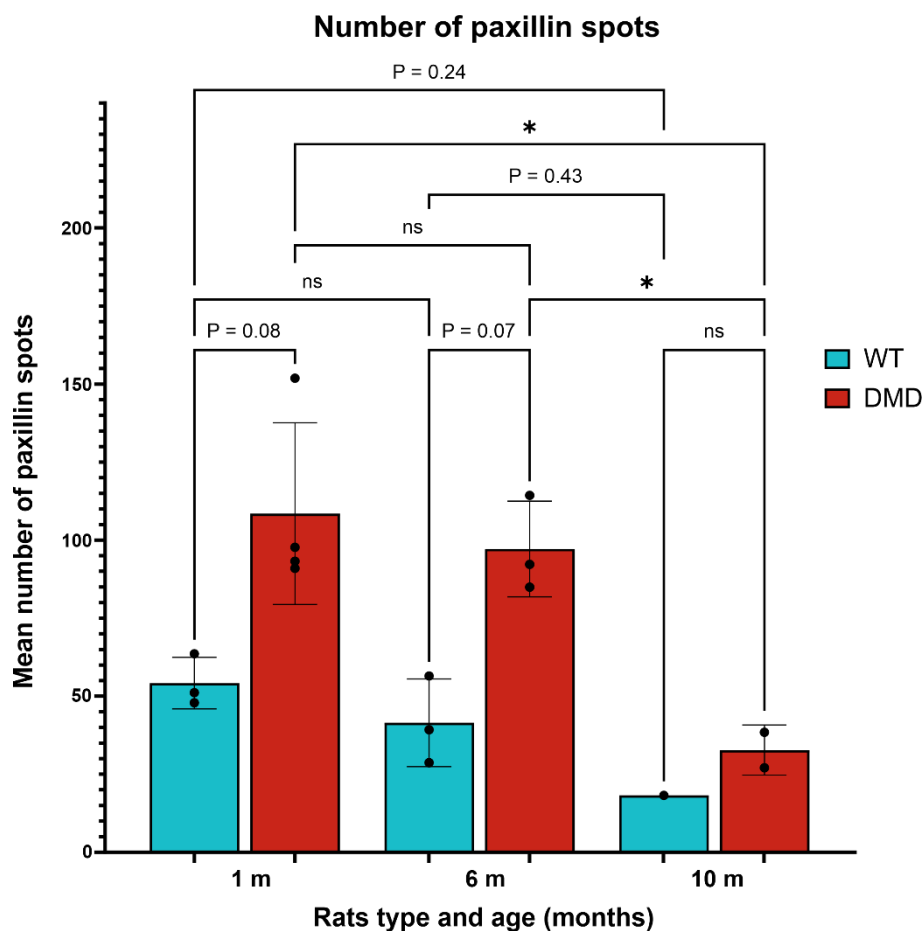 Number of paxillin spots
P = 0.24
*
P = 0.43
ns
ns
*
P = 0.08
P = 0.07
ns
WT
DMD
Mean number of paxillin spots
200
150
100
50
0
1 m
6 m
10 m
Rats type and age (months)